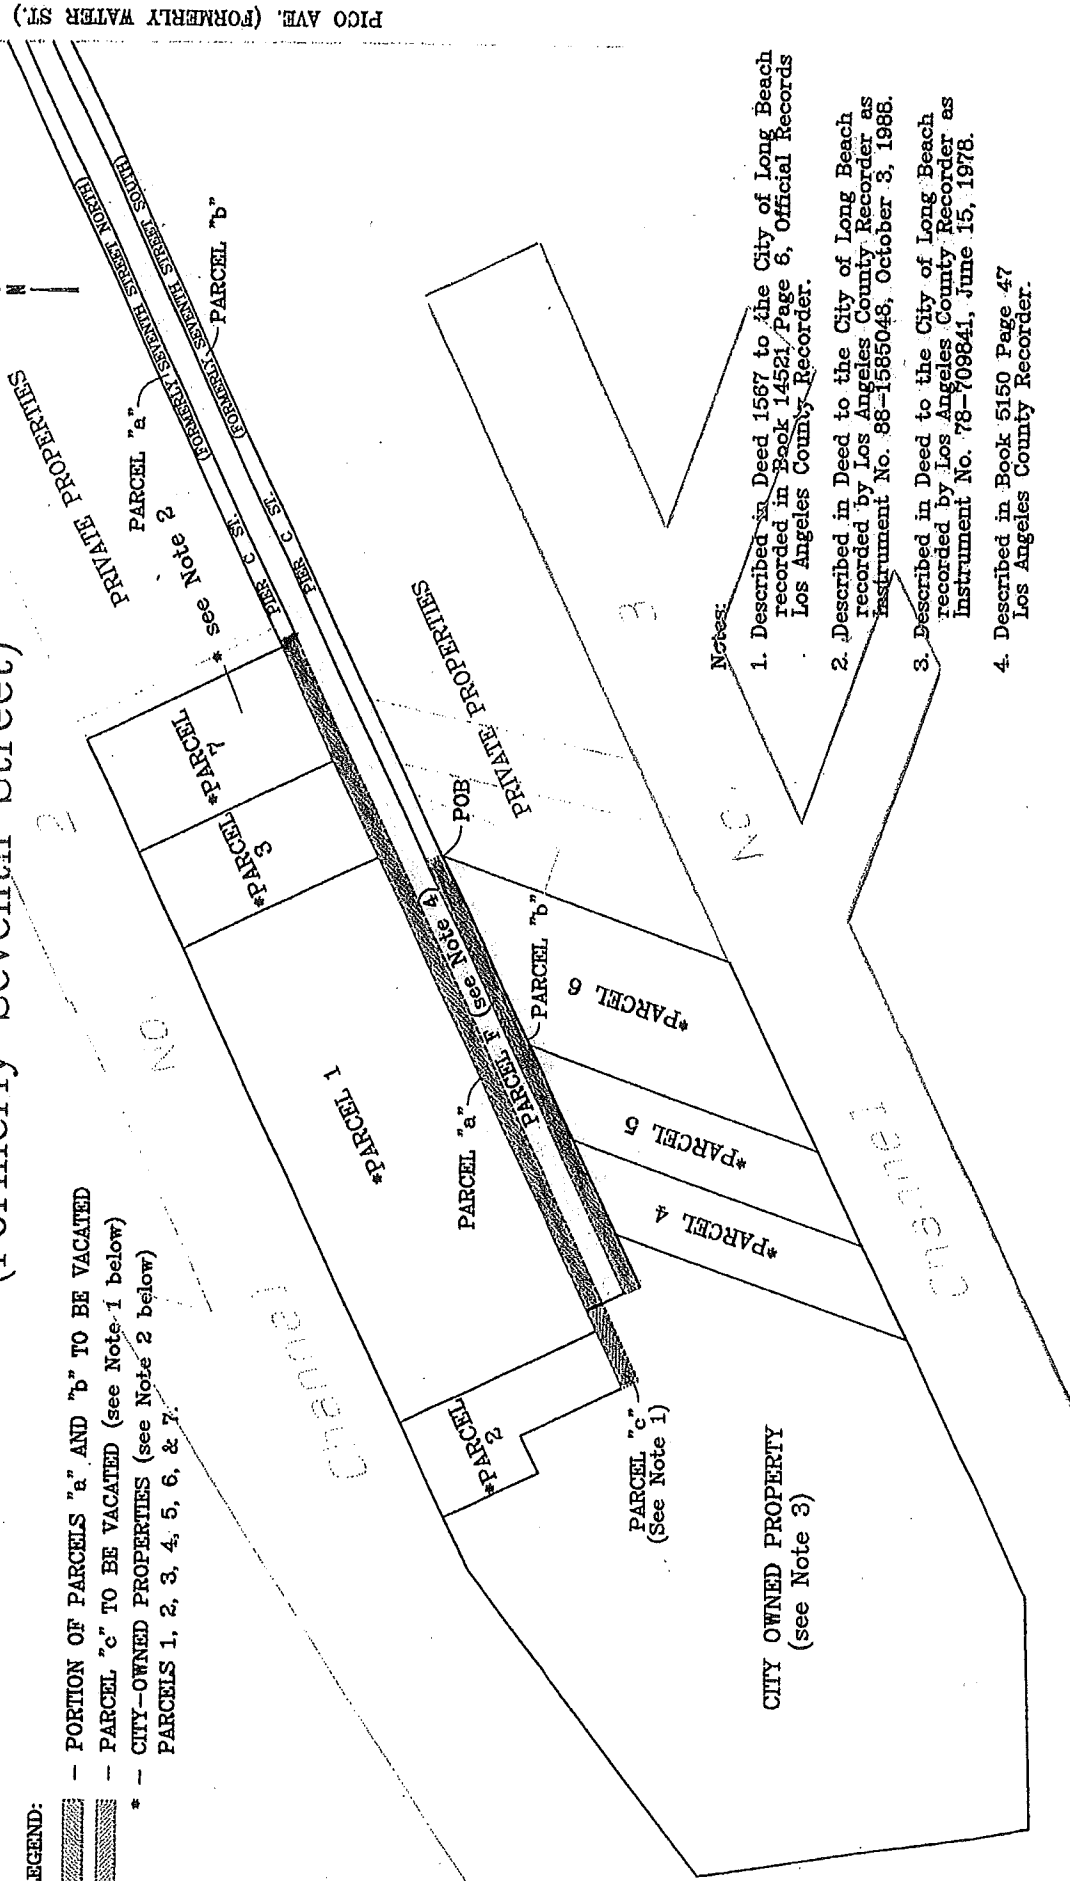 (Formerly Seventh Street)
EGEND:
- PORTION OF PARCELS "a" AND "b" TO BE VACATED
- PARCEL "c" TO BE VACATED (see Note 1 below)
* - CITY-OWNED PROPERTIES (see Note 2 below)
PARCELS 1, 2, 3, 4, 5, 6, & 7.
PICO AVE. (FORMERLY WATER ST.)
N
Channel
NO.
2
PRIVATE PROPERTIES
PARCEL "a"
* see Note 2
(FORMERLY SEVENTH STREET NORTH)
PIER C ST.
(FORMERLY SEVENTH STREET SOUTH)
PIER C ST.
PARCEL "b"
*PARCEL
7
*PARCEL
3
*PARCEL 1
*PARCEL
2
PARCEL "a"
PARCEL F (see Note 4)
POB
PRIVATE PROPERTIES
PARCEL "b"
*PARCEL 6
*PARCEL 5
*PARCEL 4
PARCEL "c"
(See Note 1)
CITY OWNED PROPERTY
(see Note 3)
Channel
NO.
3
Notes:
1. Described in Deed 1567 to the City of Long Beach
recorded in Book 14521 Page 6, Official Records
Los Angeles County Recorder.
2. Described in Deed to the City of Long Beach
recorded by Los Angeles County Recorder as
Instrument No. 88-1585048, October 3, 1988.
3. Described in Deed to the City of Long Beach
recorded by Los Angeles County Recorder as
Instrument No. 78-709841, June 15, 1978.
4. Described in Book 5150 Page 47
Los Angeles County Recorder.